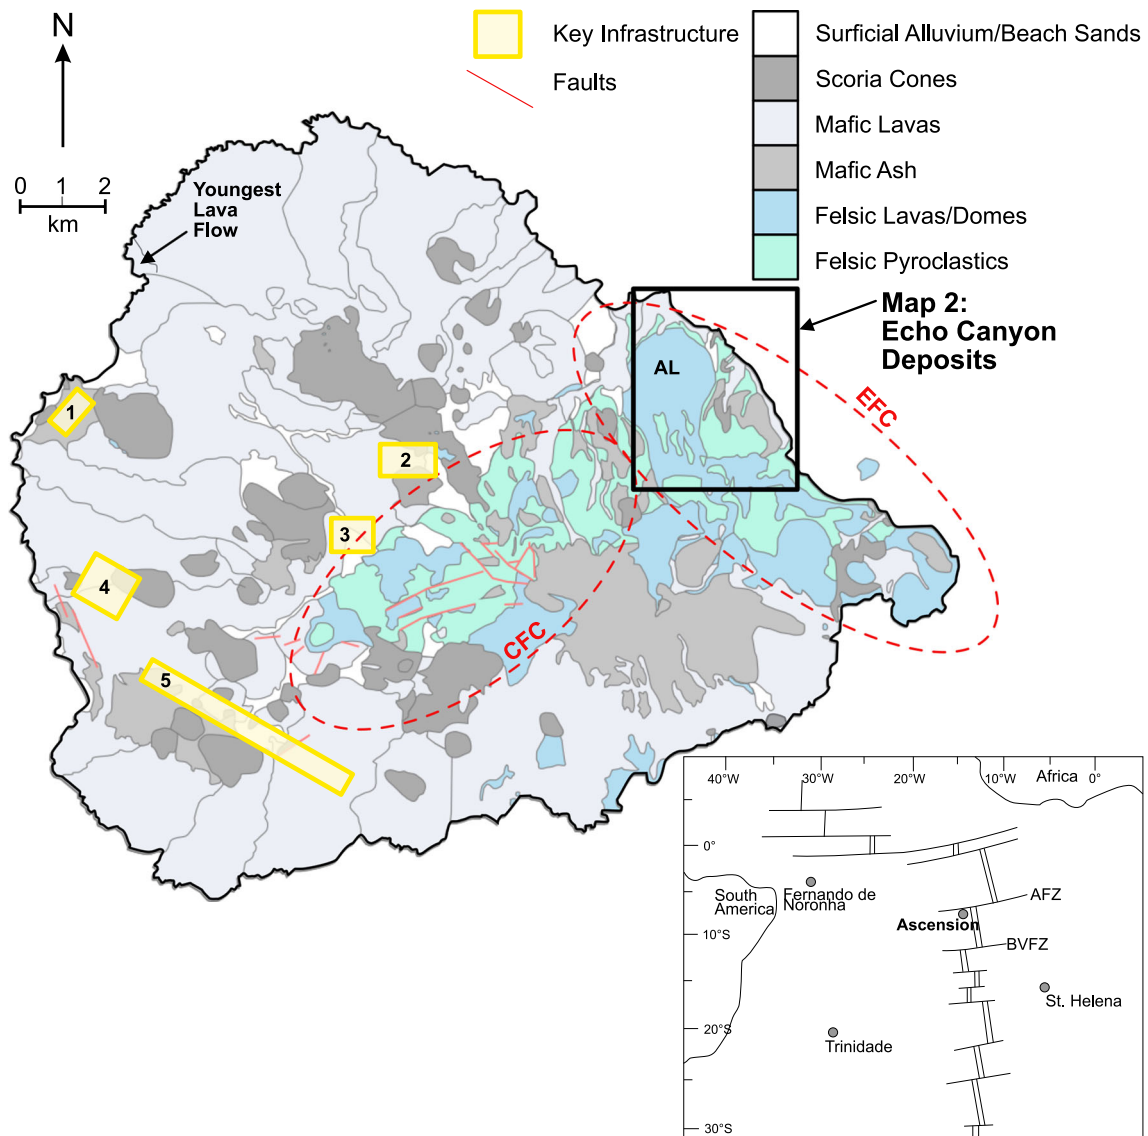 N
0 1 2
km
Key Infrastructure
Faults
Surficial Alluvium/Beach Sands
Scoria Cones
Mafic Lavas
Mafic Ash
Felsic Lavas/Domes
Felsic Pyroclastics
Youngest
Lava
Flow
Map 2:
Echo Canyon
Deposits
AL
EFC
CFC
1
2
3
4
5
40°W 30°W 20°W 10°W 0°
Africa
0°
10°S
20°S
30°S
South
America
Fernando de
Noronha
Ascension
AFZ
BVFZ
St. Helena
Trinidade